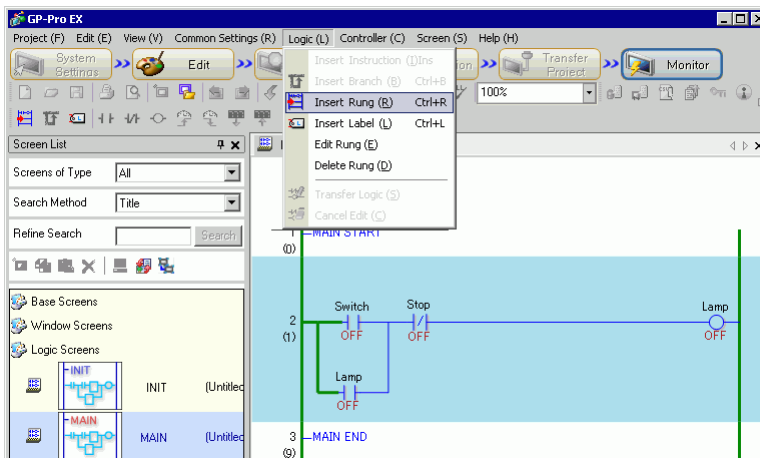 GP-Pro EX
Project (F) Edit (E) View (V) Common Settings (R) Logic (L) Controller (C) Screen (S) Help (H)
System Settings
Edit
Transfer Project
Monitor
Insert Instruction (I)Ins
Insert Branch (B) Ctrl+B
Insert Rung (R) Ctrl+R
Insert Label (L) Ctrl+L
Edit Rung (E)
Delete Rung (D)
Transfer Logic (S)
Cancel Edit (C)
100%
Screen List
Screens of Type All
Search Method Title
Refine Search Search
Base Screens
Window Screens
Logic Screens
INIT
INIT (Untitled
MAIN
MAIN (Untitled
1 MAIN START
(0)
Switch Stop Lamp
2
(1) OFF OFF OFF
Lamp
OFF
3 MAIN END
(9)